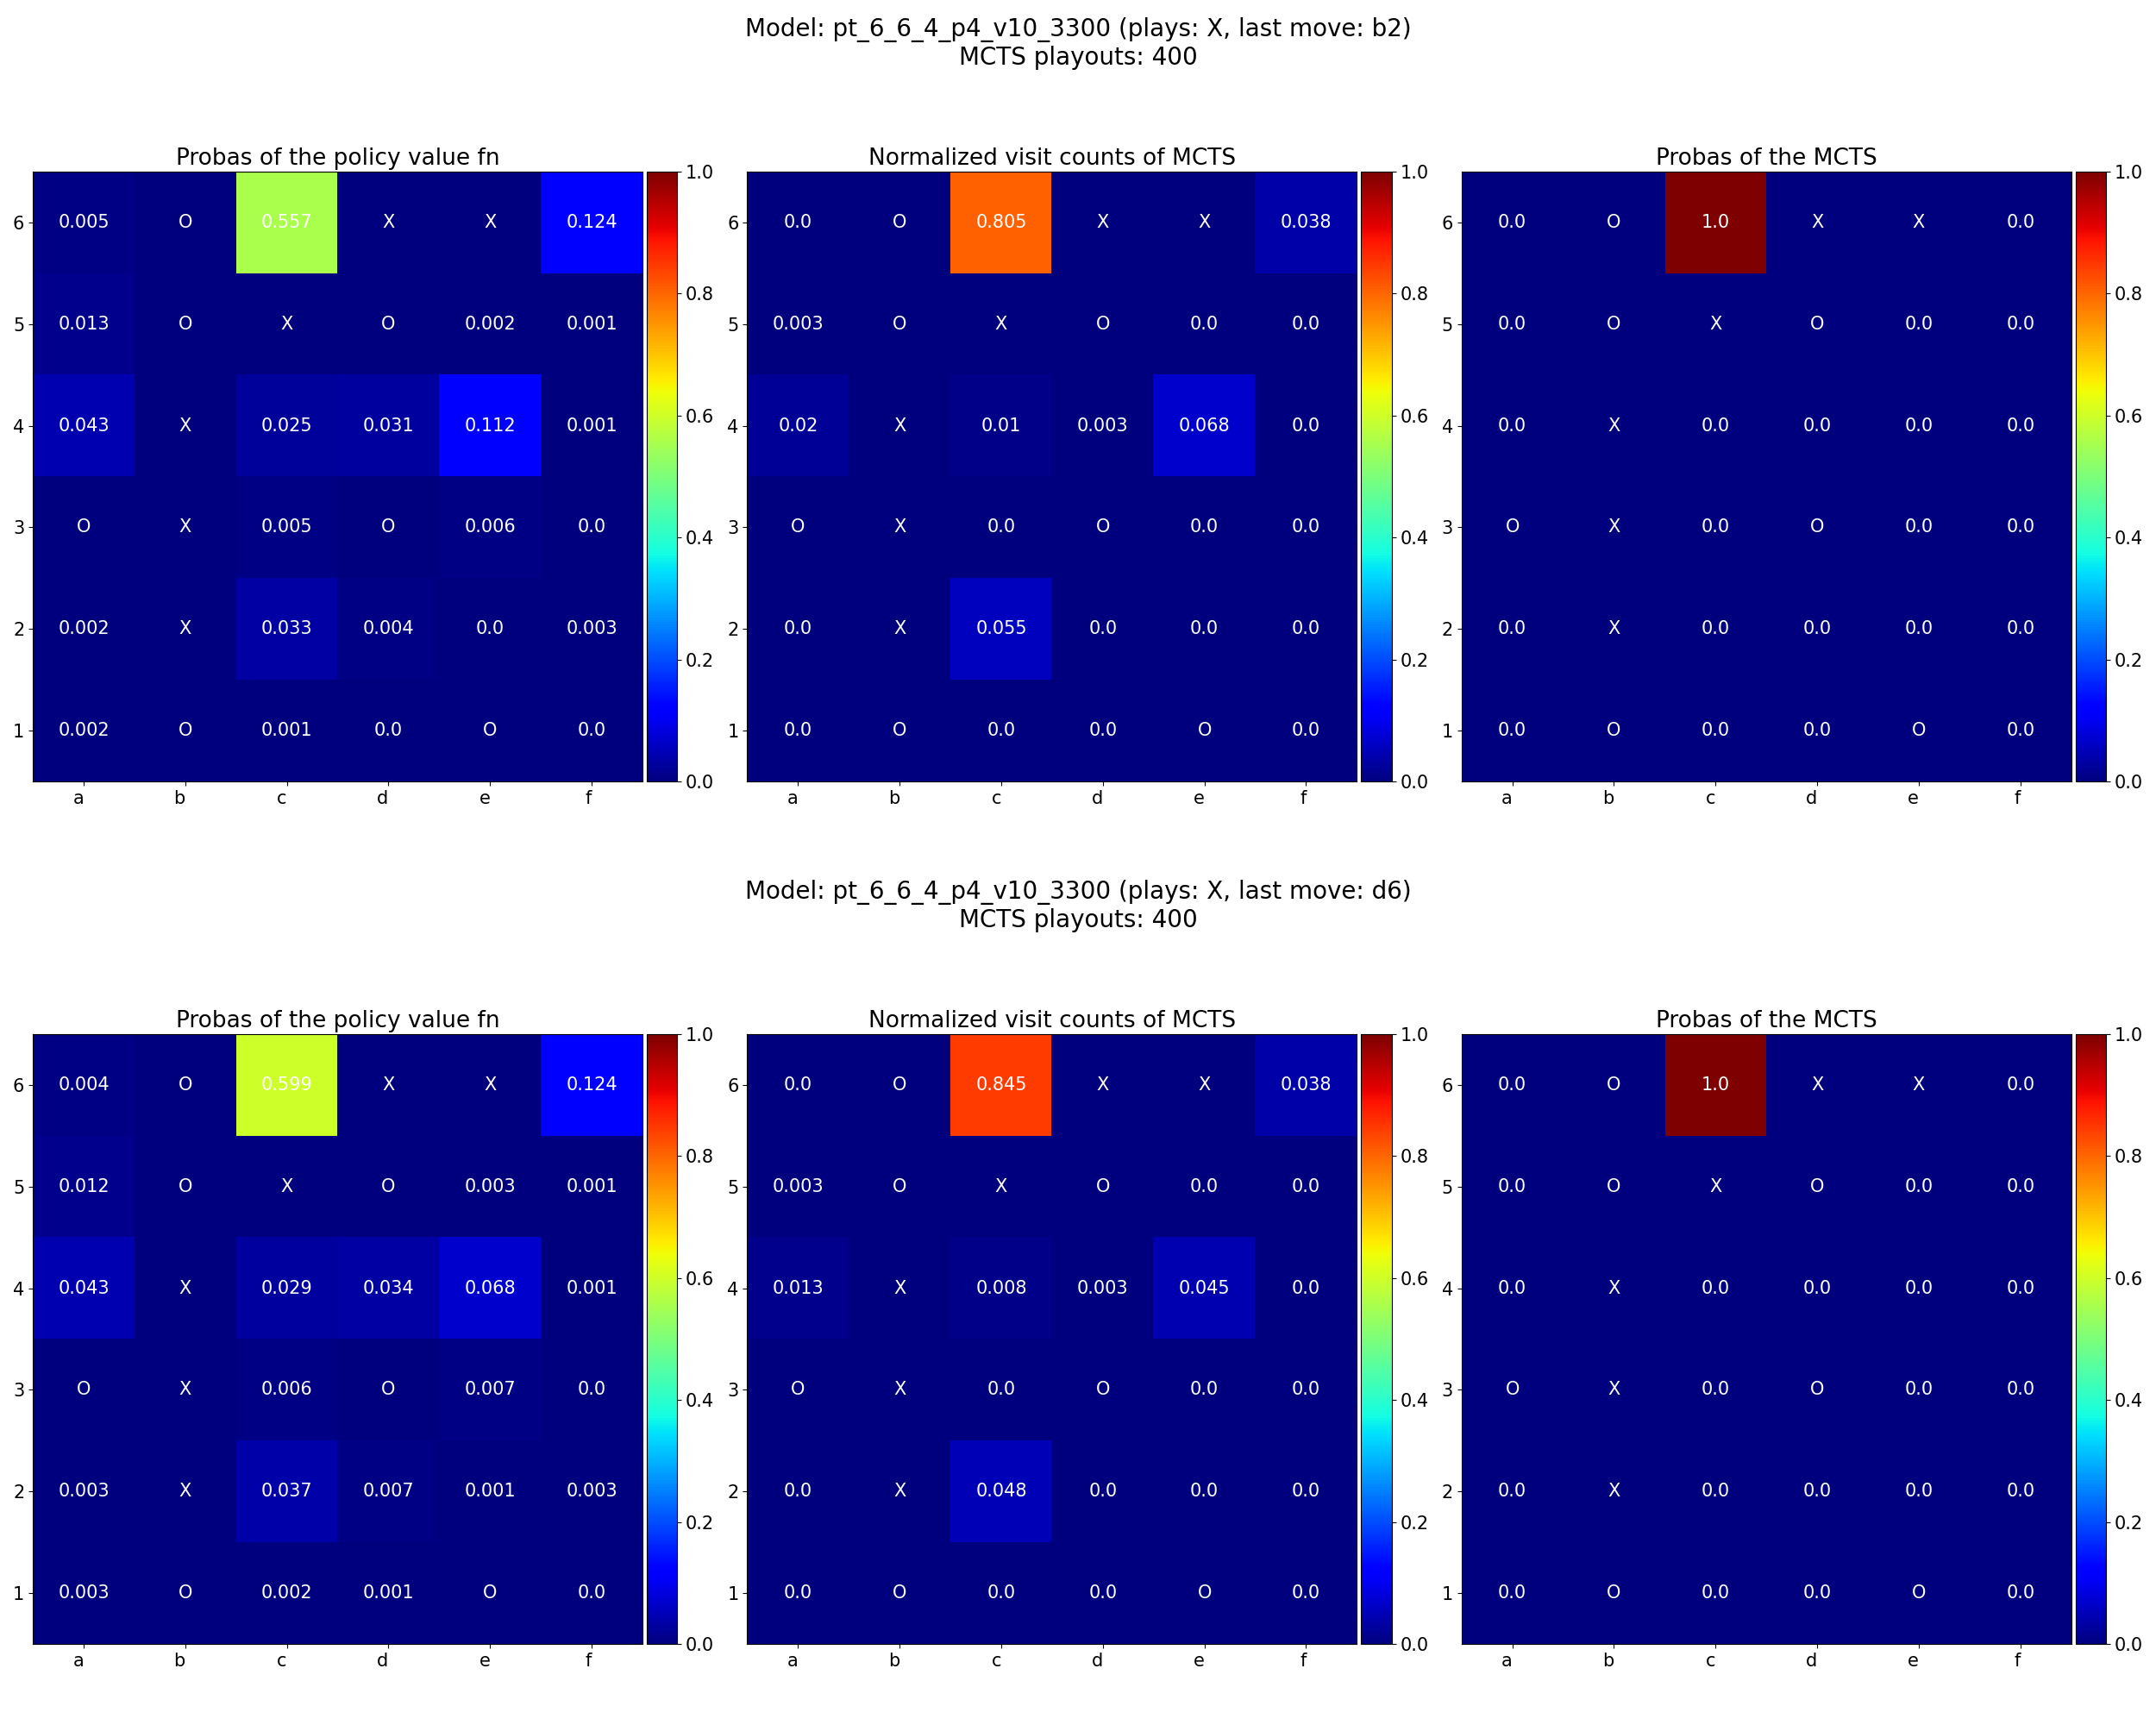 Model: pt_6_6_4_p4_v10_3300 (plays: X, last move: b2)
MCTS playouts: 400
Probas of the policy value fn
6 0.005 O 0.557 X X 0.124
5 0.013 O X O 0.002 0.001
4 0.043 X 0.025 0.031 0.112 0.001
3 O X 0.005 O 0.006 0.0
2 0.002 X 0.033 0.004 0.0 0.003
1 0.002 O 0.001 0.0 O 0.0
a b c d e f
1.0
0.8
0.6
0.4
0.2
0.0
Normalized visit counts of MCTS
6 0.0 O 0.805 X X 0.038
5 0.003 O X O 0.0 0.0
4 0.02 X 0.01 0.003 0.068 0.0
3 O X 0.0 O 0.0 0.0
2 0.0 X 0.055 0.0 0.0 0.0
1 0.0 O 0.0 0.0 O 0.0
a b c d e f
1.0
0.8
0.6
0.4
0.2
0.0
Probas of the MCTS
6 0.0 O 1.0 X X 0.0
5 0.0 O X O 0.0 0.0
4 0.0 X 0.0 0.0 0.0 0.0
3 O X 0.0 O 0.0 0.0
2 0.0 X 0.0 0.0 0.0 0.0
1 0.0 O 0.0 0.0 O 0.0
a b c d e f
1.0
0.8
0.6
0.4
0.2
0.0
Model: pt_6_6_4_p4_v10_3300 (plays: X, last move: d6)
MCTS playouts: 400
Probas of the policy value fn
6 0.004 O 0.599 X X 0.124
5 0.012 O X O 0.003 0.001
4 0.043 X 0.029 0.034 0.068 0.001
3 O X 0.006 O 0.007 0.0
2 0.003 X 0.037 0.007 0.001 0.003
1 0.003 O 0.002 0.001 O 0.0
a b c d e f
1.0
0.8
0.6
0.4
0.2
0.0
Normalized visit counts of MCTS
6 0.0 O 0.845 X X 0.038
5 0.003 O X O 0.0 0.0
4 0.013 X 0.008 0.003 0.045 0.0
3 O X 0.0 O 0.0 0.0
2 0.0 X 0.048 0.0 0.0 0.0
1 0.0 O 0.0 0.0 O 0.0
a b c d e f
1.0
0.8
0.6
0.4
0.2
0.0
Probas of the MCTS
6 0.0 O 1.0 X X 0.0
5 0.0 O X O 0.0 0.0
4 0.0 X 0.0 0.0 0.0 0.0
3 O X 0.0 O 0.0 0.0
2 0.0 X 0.0 0.0 0.0 0.0
1 0.0 O 0.0 0.0 O 0.0
a b c d e f
1.0
0.8
0.6
0.4
0.2
0.0